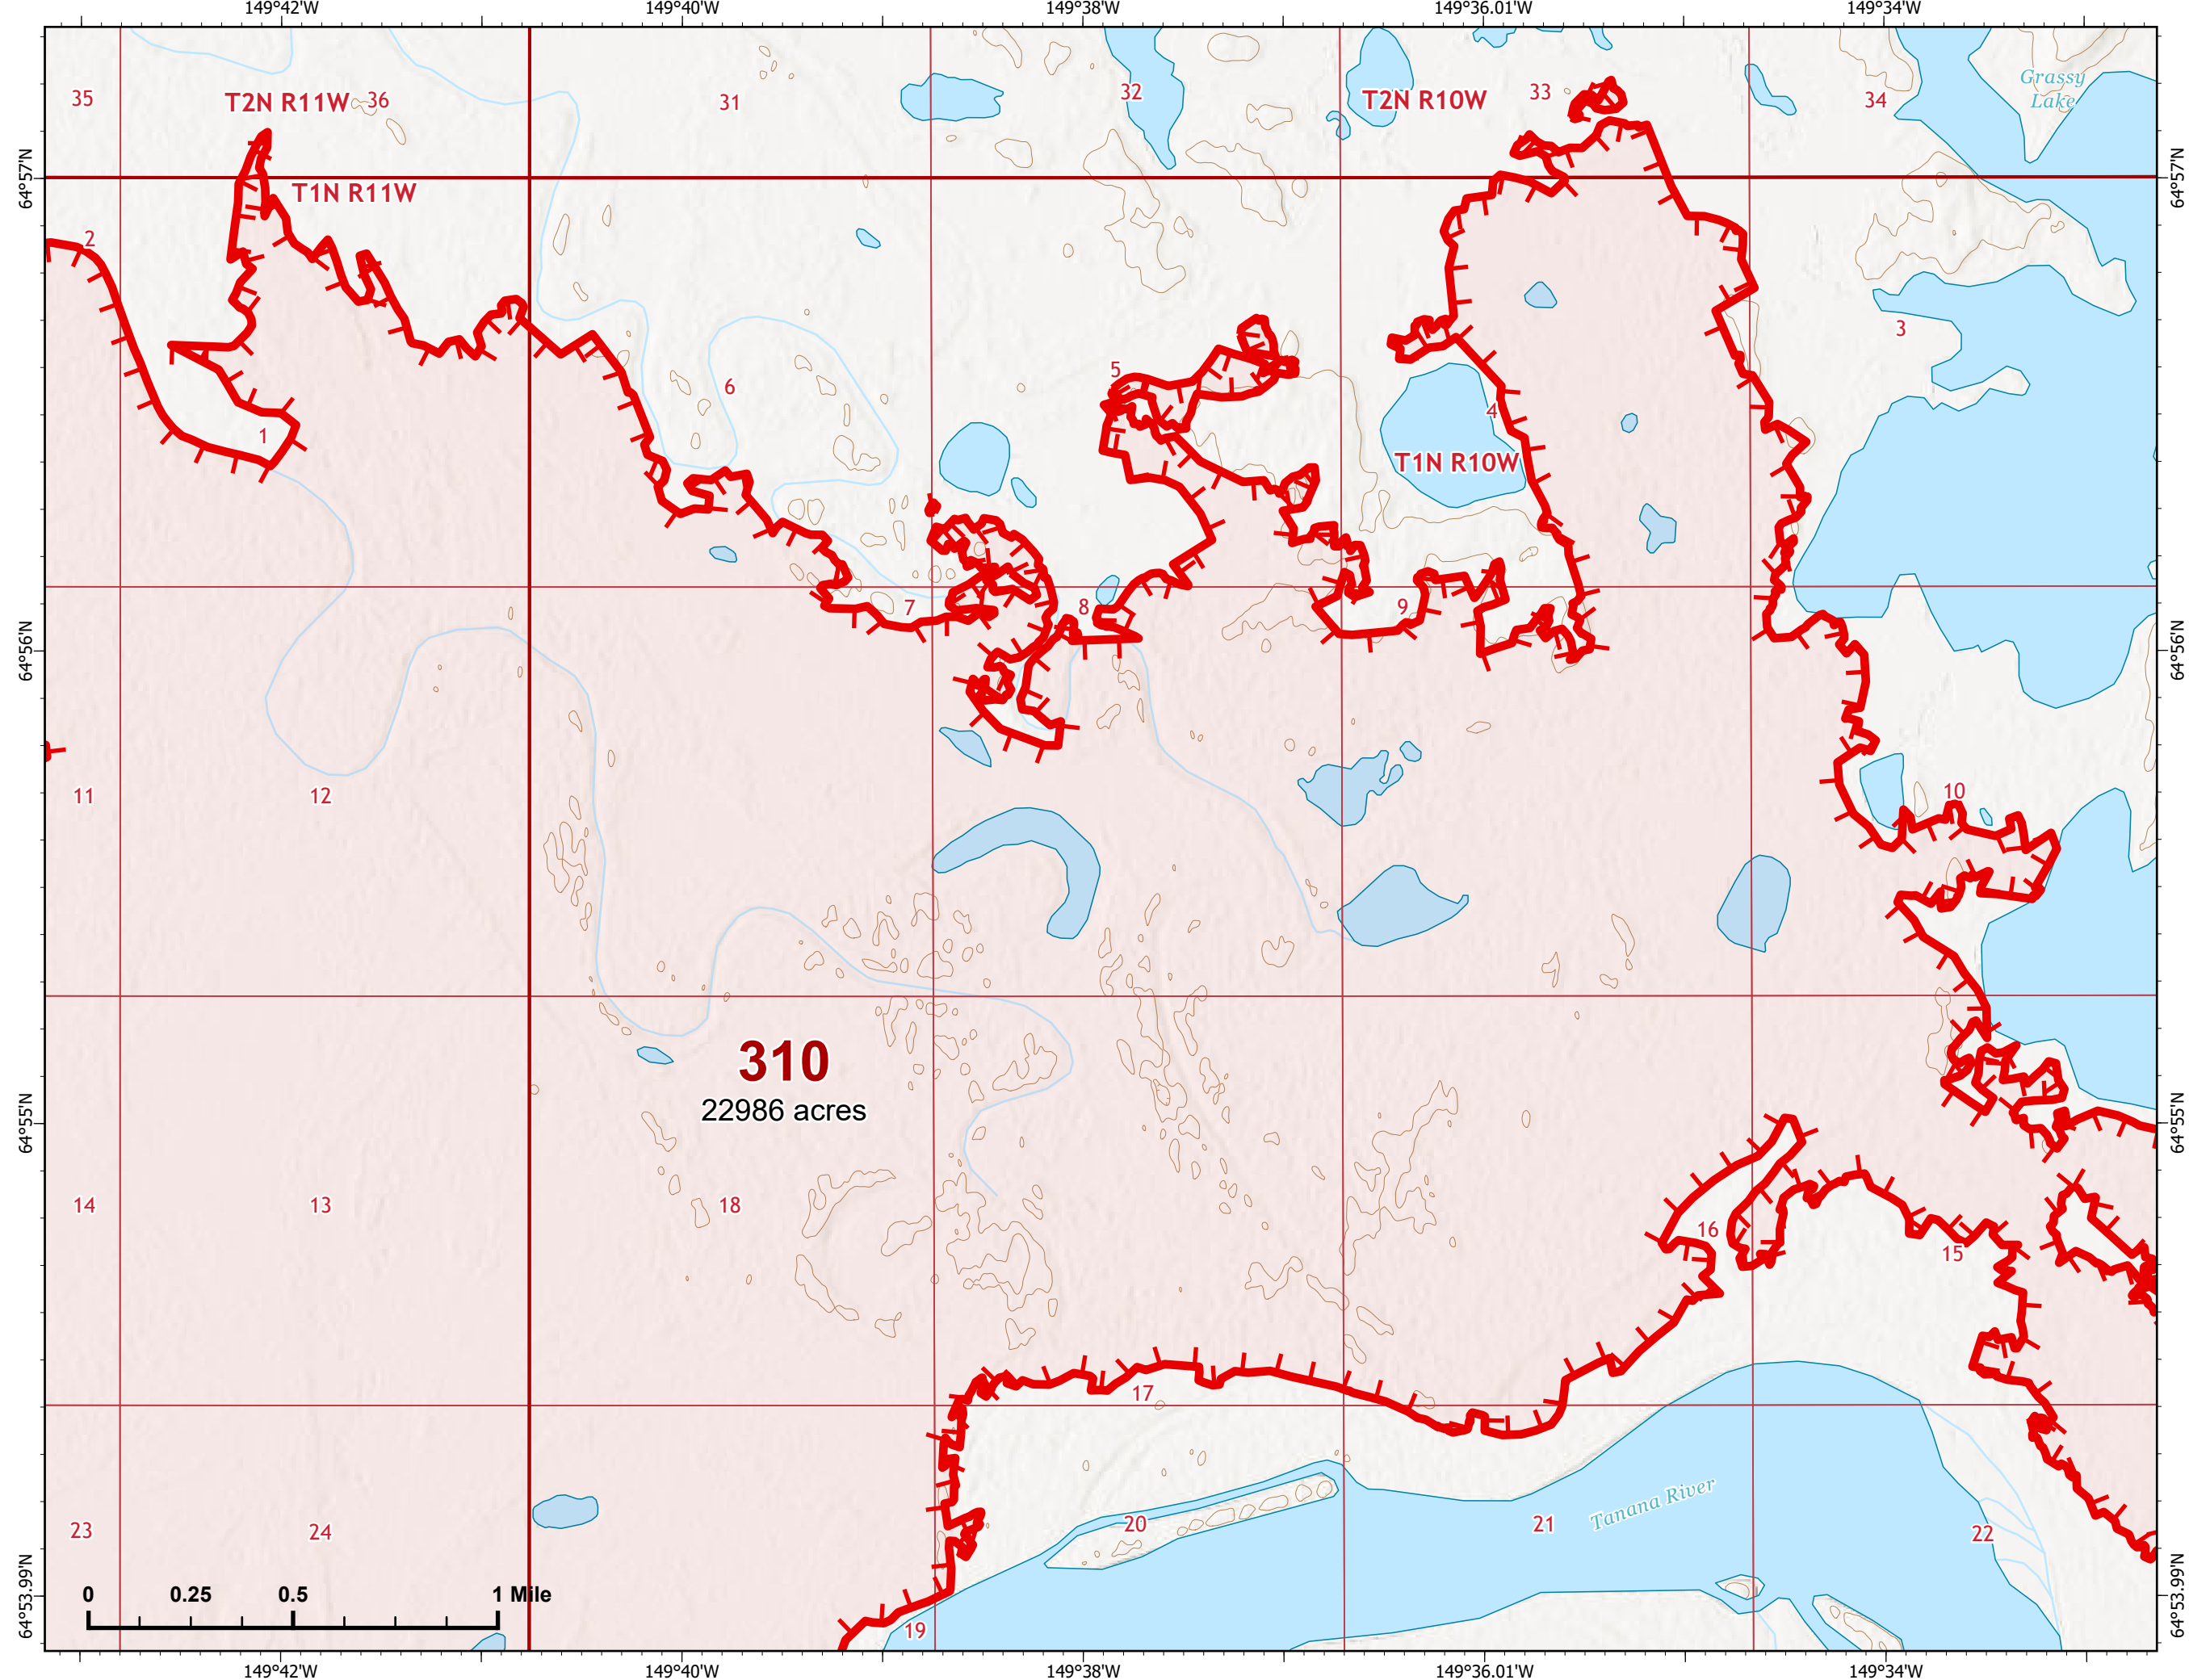 149°42'W 149°40'W 149°38'W 149°36.01'W 149°34'W
35 T2N R11W 36 31 32 T2N R10W 33 34
Grassy
Lake
64°57'N 64°57'N
T1N R11W
2 3
6 5 4
1 T1N R10W
7 8 9
64°56'N 64°56'N
11 12 10
310
22986 acres
64°55'N 64°55'N
14 13 18 16 15
17
Tanana River
23 24 20 21 22
64°53.99'N 64°53.99'N
0 0.25 0.5 1 Mile
19
149°42'W 149°40'W 149°38'W 149°36.01'W 149°34'W